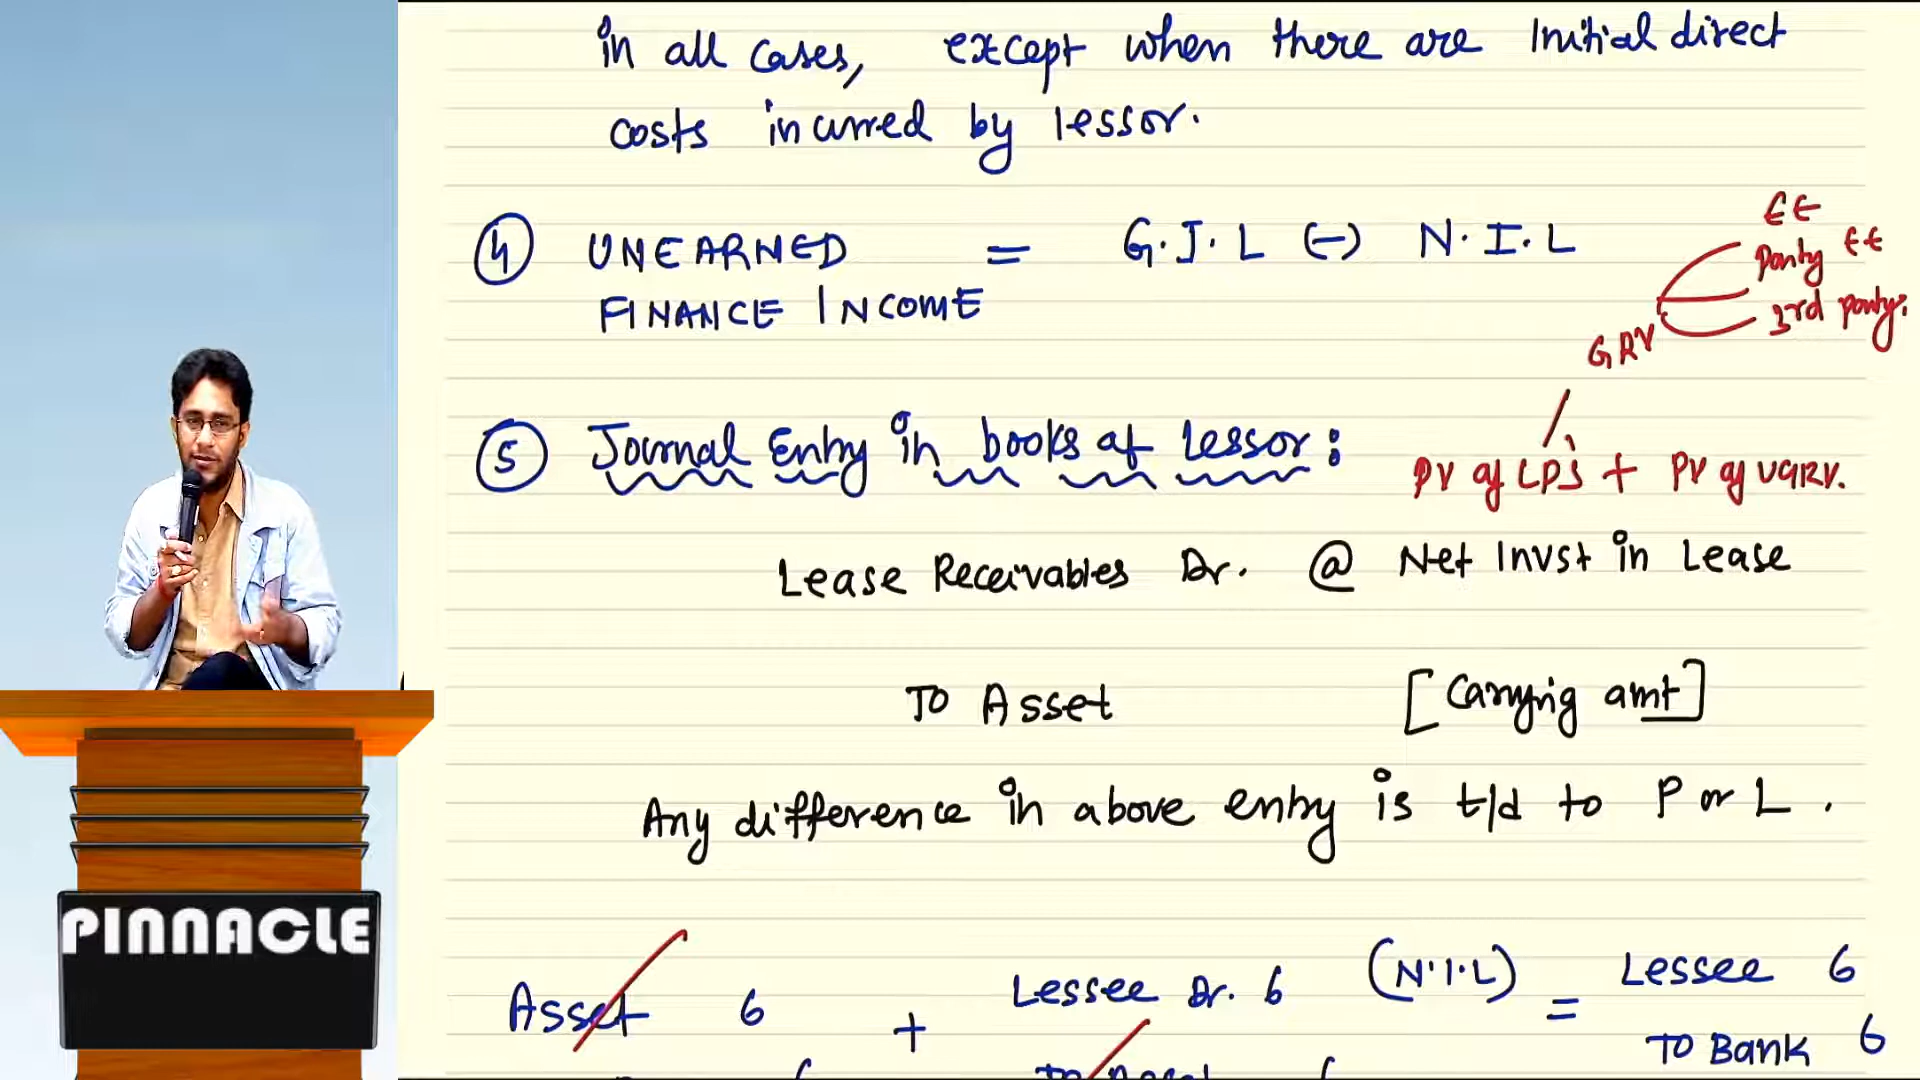 in all cases, except when there are Initial direct
costs incurred by lessor.
④ UNEARNED = G.I.L (-) N.I.L
FINANCE INCOME
€€
Party €€
3rd party.
GRV
⑤ Journal Entry in books of lessor:
PV of LPs + PV of UGRV.
Lease Receivables Dr. @ Net Invst in Lease
To Asset [Carrying amt]
Any difference in above entry is t/d to P or L.
PINNACLE
Asset 6 + Lessee Dr. 6 (N.I.L) = Lessee 6
To Bank 6